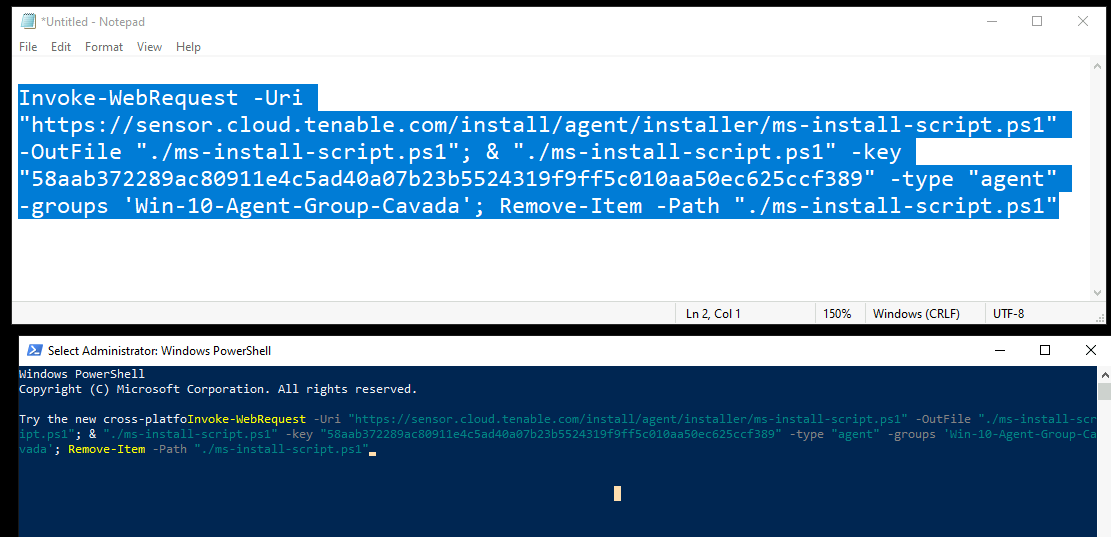 *Untitled - Notepad
File Edit Format View Help
Invoke-WebRequest -Uri
"https://sensor.cloud.tenable.com/install/agent/installer/ms-install-script.ps1"
-OutFile "./ms-install-script.ps1"; & "./ms-install-script.ps1" -key
"58aab372289ac80911e4c5ad40a07b23b5524319f9ff5c010aa50ec625ccf389" -type "agent"
-groups 'Win-10-Agent-Group-Cavada'; Remove-Item -Path "./ms-install-script.ps1"
Ln 2, Col 1 150% Windows (CRLF) UTF-8
Select Administrator: Windows PowerShell
Windows PowerShell
Copyright (C) Microsoft Corporation. All rights reserved.
Try the new cross-platfoInvoke-WebRequest -Uri "https://sensor.cloud.tenable.com/install/agent/installer/ms-install-script.ps1" -OutFile "./ms-install-scr
ipt.ps1"; & "./ms-install-script.ps1" -key "58aab372289ac80911e4c5ad40a07b23b5524319f9ff5c010aa50ec625ccf389" -type "agent" -groups 'Win-10-Agent-Group-Ca
vada'; Remove-Item -Path "./ms-install-script.ps1"